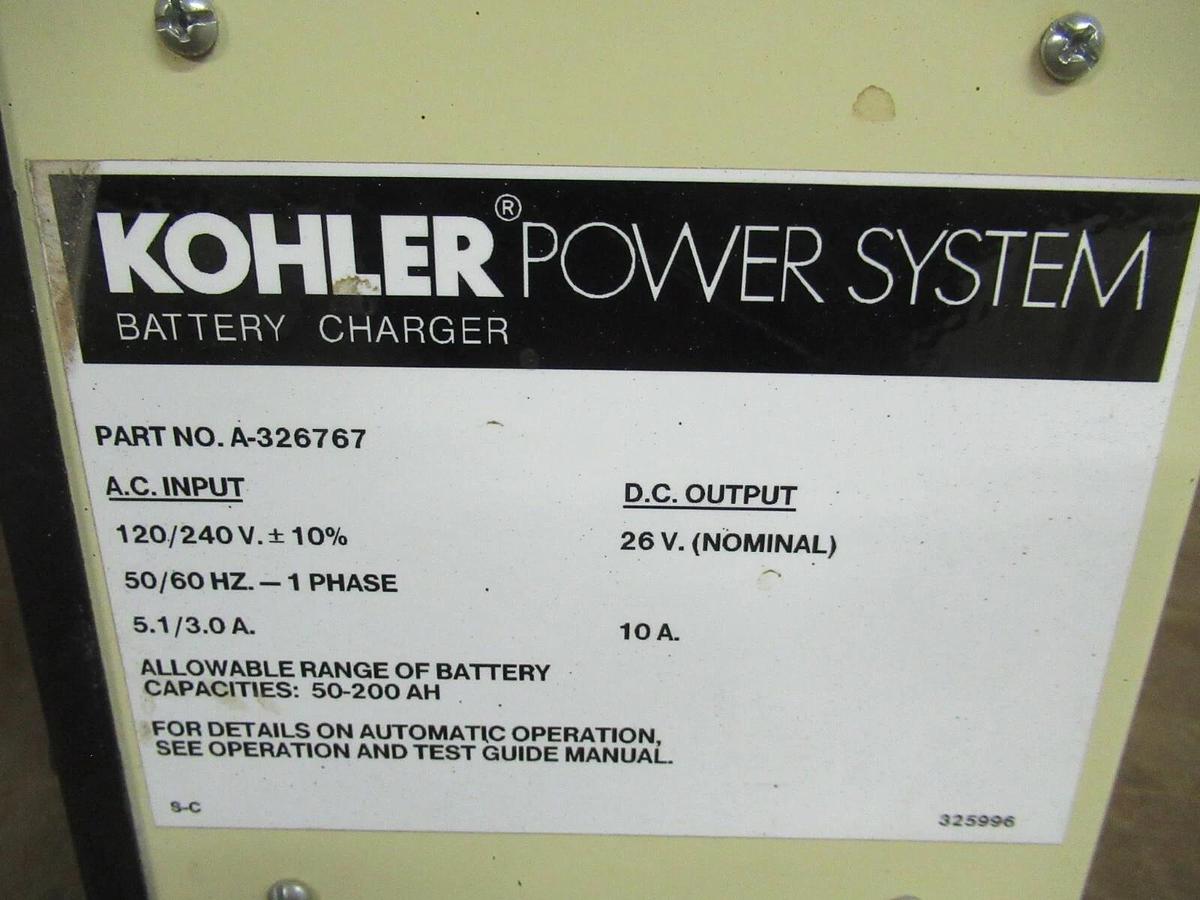 KOHLER® POWER SYSTEM
BATTERY CHARGER
PART NO. A-326767
A.C. INPUT
D.C. OUTPUT
120/240 V. ± 10%
26 V. (NOMINAL)
50/60 HZ. — 1 PHASE
5.1/3.0 A.
10 A.
ALLOWABLE RANGE OF BATTERY
CAPACITIES: 50-200 AH
FOR DETAILS ON AUTOMATIC OPERATION,
SEE OPERATION AND TEST GUIDE MANUAL.
S-C
325996